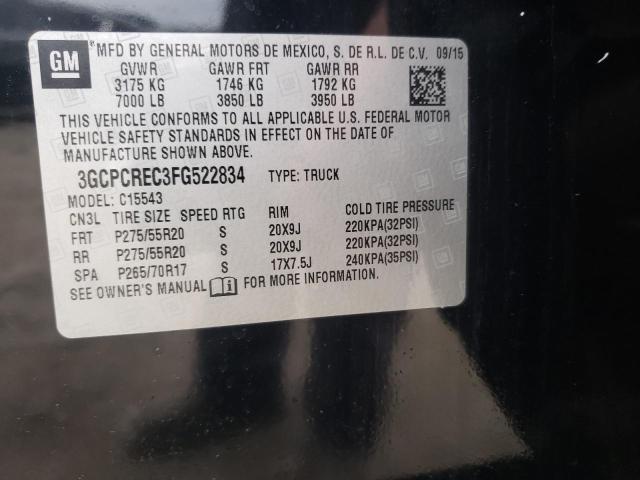 GM
®MFD BY GENERAL MOTORS DE MEXICO, S. DE R.L. DE C.V. 09/15
GVWR GAWR FRT GAWR RR
3175 KG 1746 KG 1792 KG
7000 LB 3850 LB 3950 LB
THIS VEHICLE CONFORMS TO ALL APPLICABLE U.S. FEDERAL MOTOR
VEHICLE SAFETY STANDARDS IN EFFECT ON THE DATE OF
MANUFACTURE SHOWN ABOVE.
3GCPCREC3FG522834 TYPE: TRUCK
MODEL: C15543
CN3L TIRE SIZE SPEED RTG RIM COLD TIRE PRESSURE
FRT P275/55R20 S 20X9J 220KPA(32PSI)
RR P275/55R20 S 20X9J 220KPA(32PSI)
SPA P265/70R17 S 17X7.5J 240KPA(35PSI)
SEE OWNER'S MANUAL i FOR MORE INFORMATION.